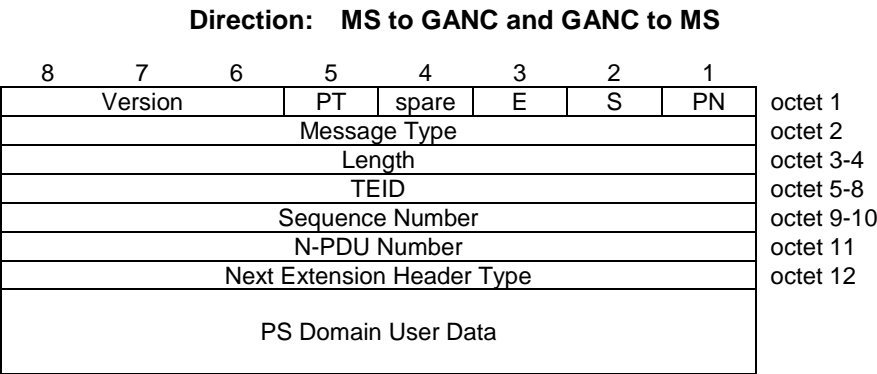 Direction: MS to GANC and GANC to MS
8 7 6 5 4 3 2 1
Version PT spare E S PN octet 1
Message Type octet 2
Length octet 3-4
TEID octet 5-8
Sequence Number octet 9-10
N-PDU Number octet 11
Next Extension Header Type octet 12
PS Domain User Data